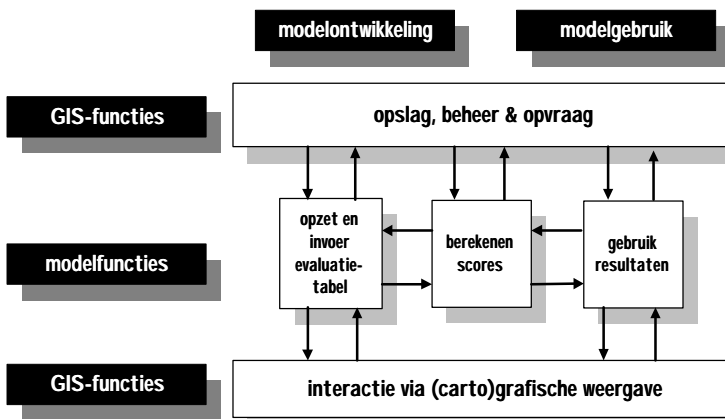 modelontwikkeling
modelgebruik
GIS-functies
opslag, beheer & opvraag
modelfuncties
opzet en
invoer
evaluatie-
tabel
berekenen
scores
gebruik
resultaten
GIS-functies
interactie via (carto)grafische weergave